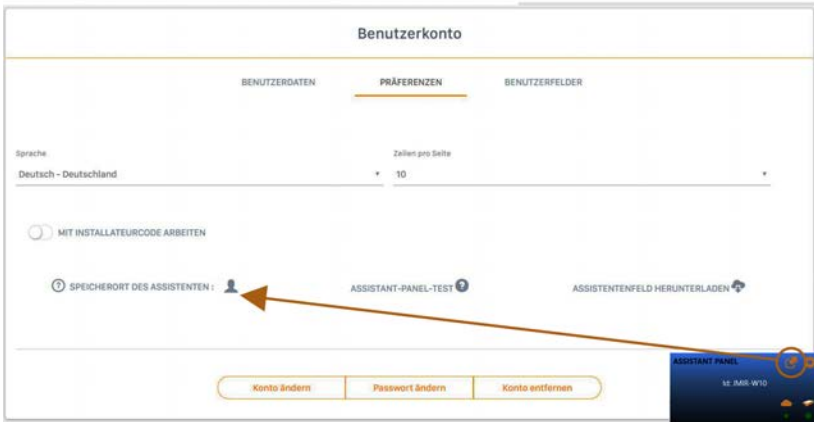 Benutzerkonto
BENUTZERDATEN PRÄFERENZEN BENUTZERFELDER
Sprache Zeilen pro Seite
Deutsch - Deutschland 10
MIT INSTALLATEURCODE ARBEITEN
? SPEICHERORT DES ASSISTENTEN : ASSISTANT-PANEL-TEST ? ASSISTENTENFELD HERUNTERLADEN
ASSISTANT PANEL
Id: JMIR-W10
Konto ändern Passwort ändern Konto entfernen